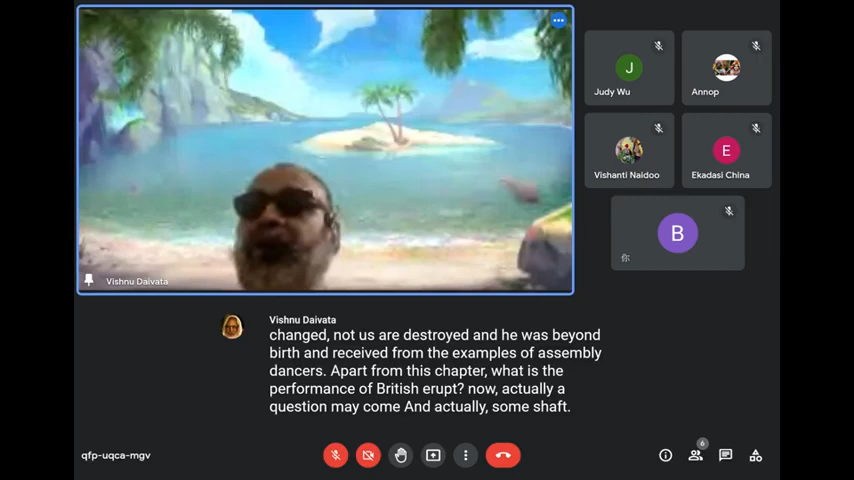 J
Judy Wu
Annop
Vishanti Naidoo
E
Ekadasi China
B
你
Vishnu Daivata
Vishnu Daivata
changed, not us are destroyed and he was beyond
birth and received from the examples of assembly
dancers. Apart from this chapter, what is the
performance of British erupt? now, actually a
question may come And actually, some shaft.
qfp-uqca-mgv
6